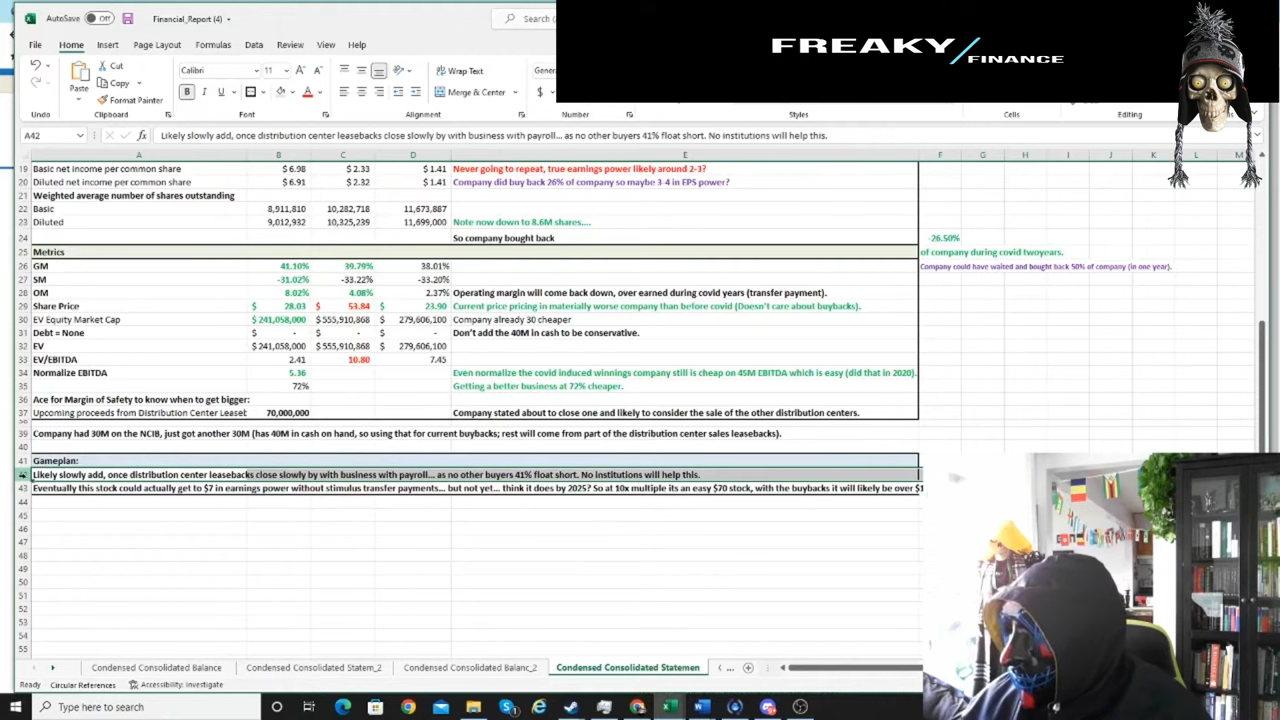 AutoSave Off Financial_Report (4) Search (
FREAKY/FINANCE
File Home Insert Page Layout Formulas Data Review View Help
Cut Calibri 11 Wrap Text
Copy
Paste
Format Painter B I U Merge & Center $
Undo Clipboard Font Alignment Number Styles Cells Editing
A42 fx Likely slowly add, once distribution center leasebacks close slowly by with business with payroll... as no other buyers 41% float short. No institutions will help this.
A B C D E F G H I J K L M
19 Basic net income per common share $ 6.98 $ 2.33 $ 1.41 Never going to repeat, true earnings power likely around 2-3?
20 Diluted net income per common share $ 6.91 $ 2.32 $ 1.41 Company did buy back 26% of company so maybe 3-4 in EPS power?
21 Weighted average number of shares outstanding
22 Basic 8,911,810 10,282,718 11,673,887
23 Diluted 9,012,932 10,325,239 11,699,000 Note now down to 8.6M shares....
24 So company bought back -26.50%
25 Metrics of company during covid twoyears.
26 GM 41.10% 39.79% 38.01% Company could have waited and bought back 50% of company (in one year).
27 SM -31.02% -33.22% -33.20%
28 OM 8.02% 4.08% 2.37% Operating margin will come back down, over earned during covid years (transfer payment).
29 Share Price $ 28.03 $ 53.84 $ 23.90 Current price pricing in materially worse company than before covid (Doesn't care about buybacks).
30 EV Equity Market Cap $ 241,058,000 $ 555,910,868 $ 279,606,100 Company already 30 cheaper
31 Debt = None $ - $ - $ - Don't add the 40M in cash to be conservative.
32 EV $ 241,058,000 $ 555,910,868 $ 279,606,100
33 EV/EBITDA 2.41 10.80 7.45
34 Normalize EBITDA 5.36 Even normalize the covid induced winnings company still is cheap on 45M EBITDA which is easy (did that in 2020).
35 72% Getting a better business at 72% cheaper.
36 Ace for Margin of Safety to know when to get bigger:
37 Upcoming proceeds from Distribution Center Leaseb 70,000,000 Company stated about to close one and likely to consider the sale of the other distribution centers.
39 Company had 30M on the NCIB, just got another 30M (has 40M in cash on hand, so using that for current buybacks; rest will come from part of the distribution center sales leasebacks).
40
41 Gameplan:
42 Likely slowly add, once distribution center leasebacks close slowly by with business with payroll... as no other buyers 41% float short. No institutions will help this.
43 Eventually this stock could actually get to $7 in earnings power without stimulus transfer payments... but not yet... think it does by 2025? So at 10x multiple its an easy $70 stock, with the buybacks it will likely be over $1
44
45
46
47
48
49
50
51
52
53
54
55
Condensed Consolidated Balance Condensed Consolidated Statem_2 Condensed Consolidated Balanc_2 Condensed Consolidated Statemen ...
Ready Circular References Accessibility: Investigate
Type here to search